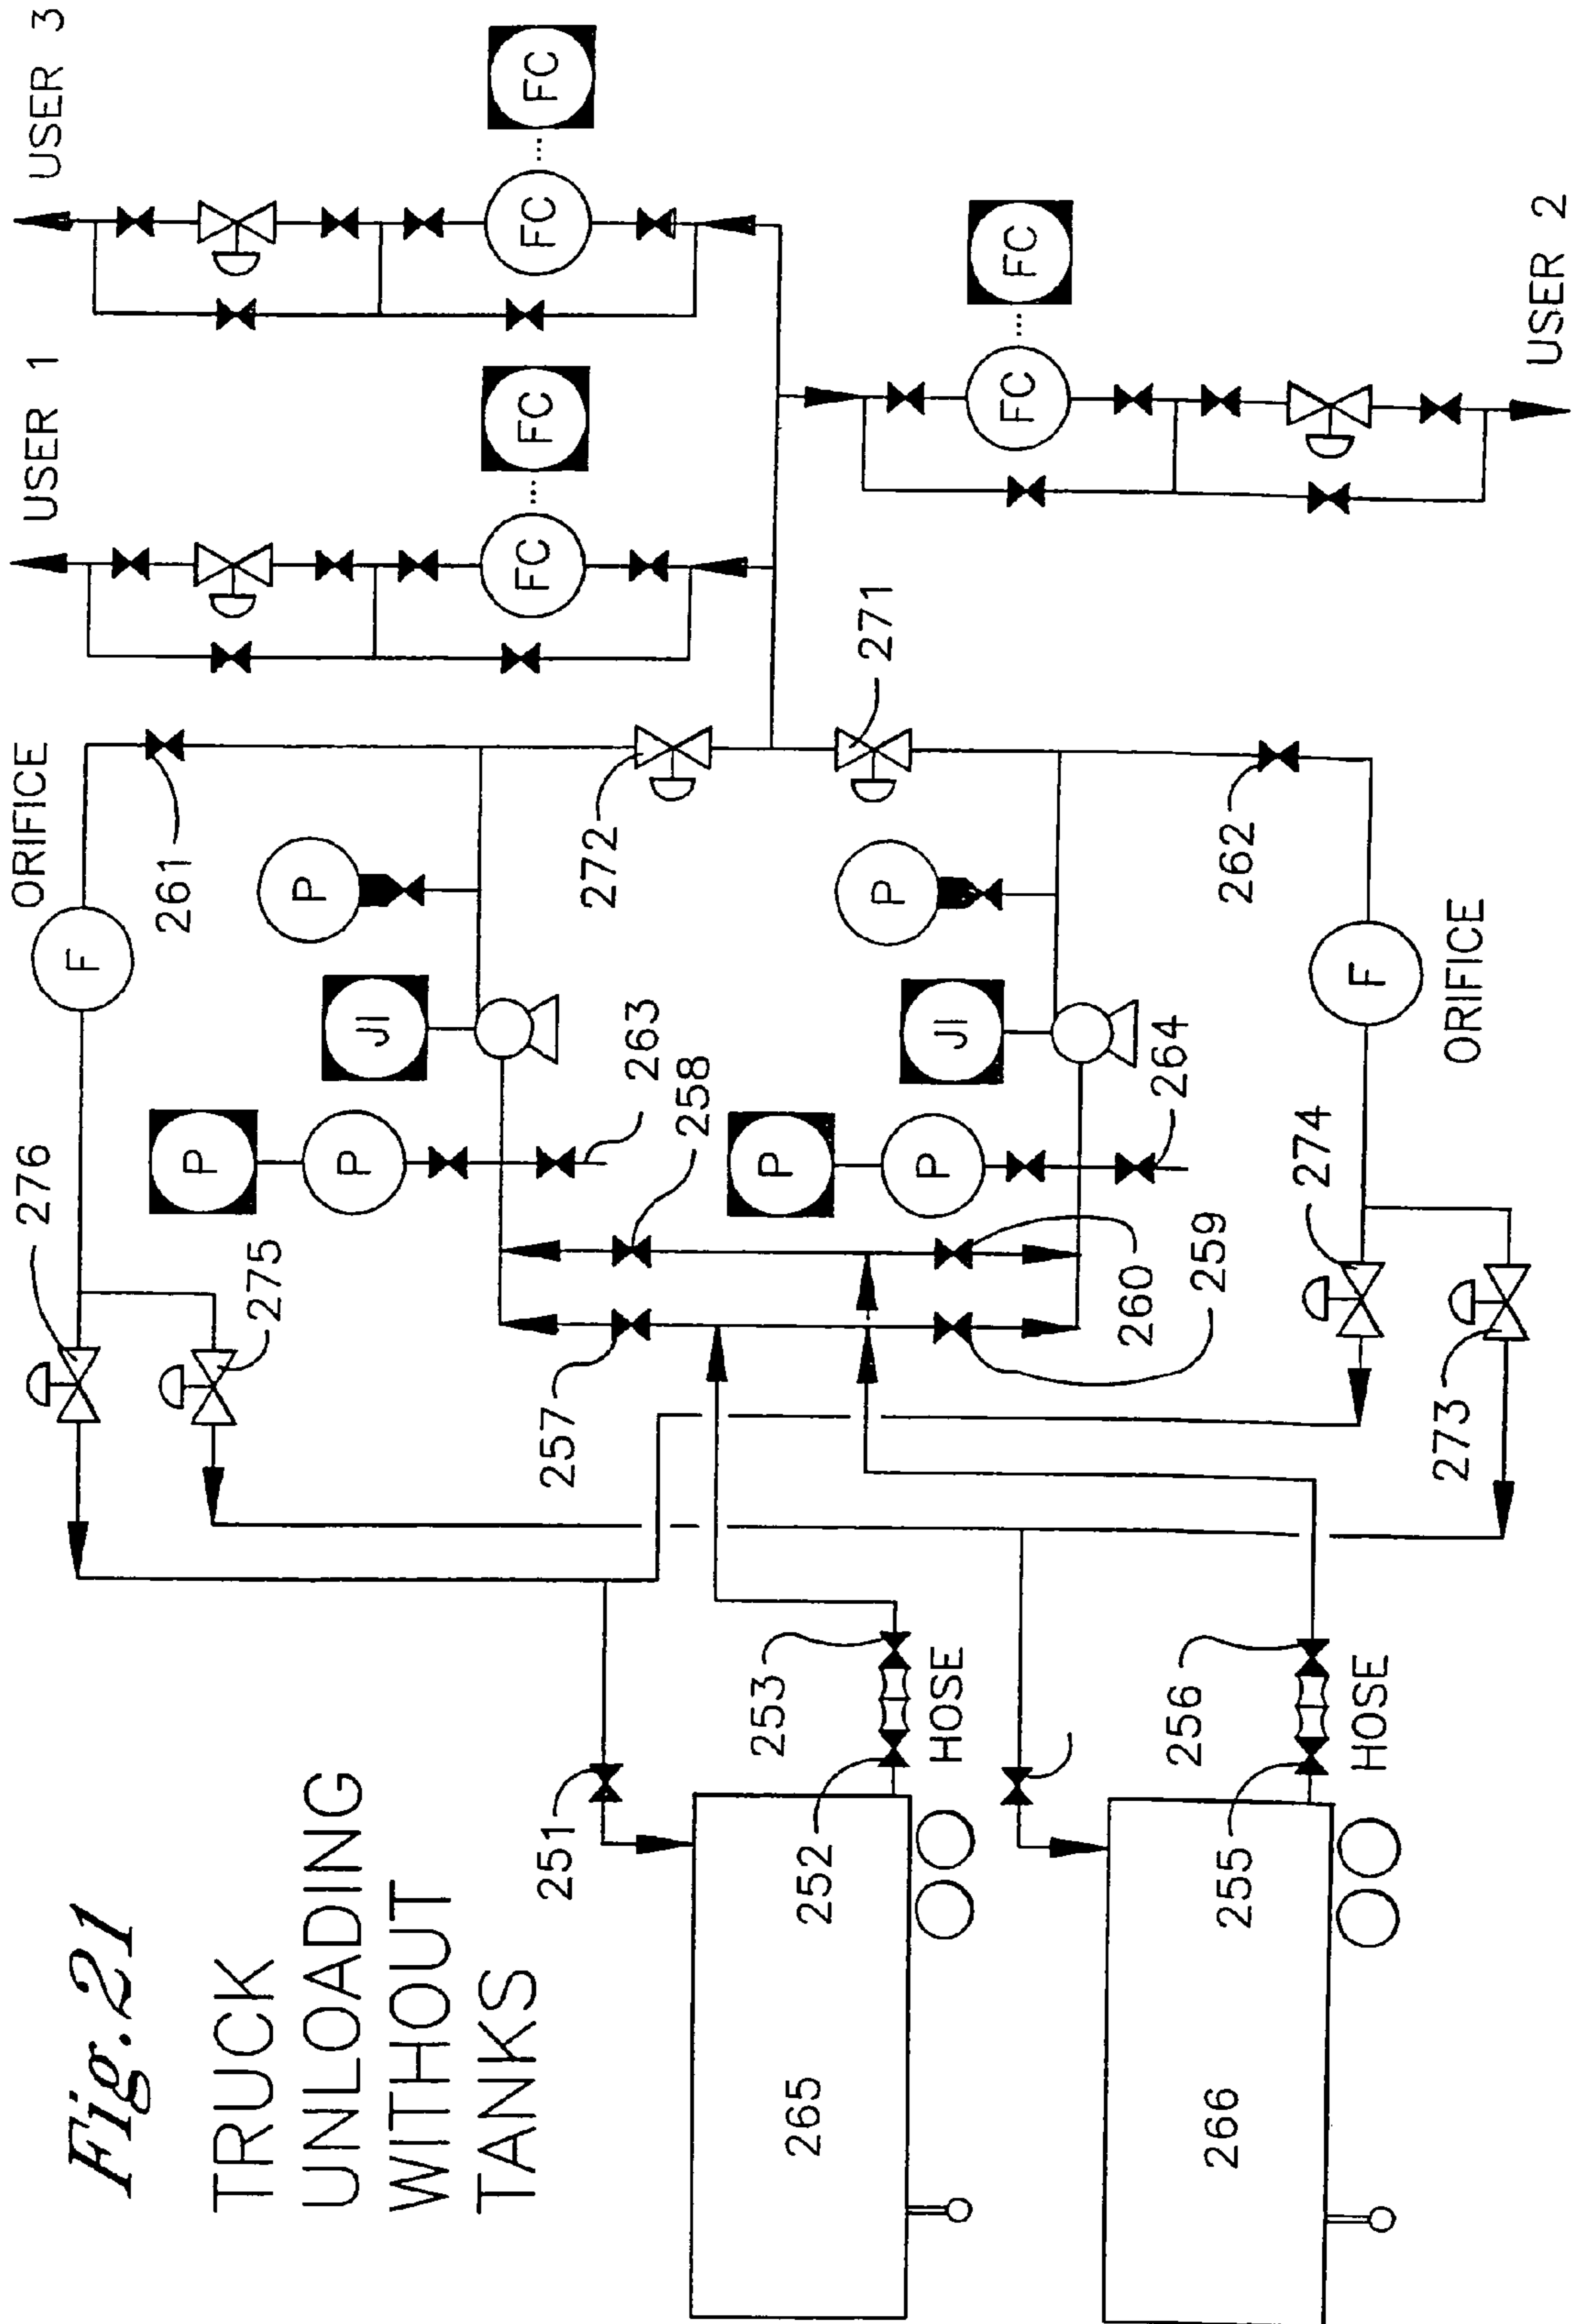 Fig. 21
TRUCK
UNLOADING
WITHOUT
TANKS
USER 1
USER 3
ORIFICE
F
276
275
261
P
P
JI
P
263
258
257
272
271
FC
FC
FC
FC
FC
FC
USER 2
P
P
JI
P
264
260
259
262
274
273
F
ORIFICE
251
253
252
HOSE
265
256
255
HOSE
266